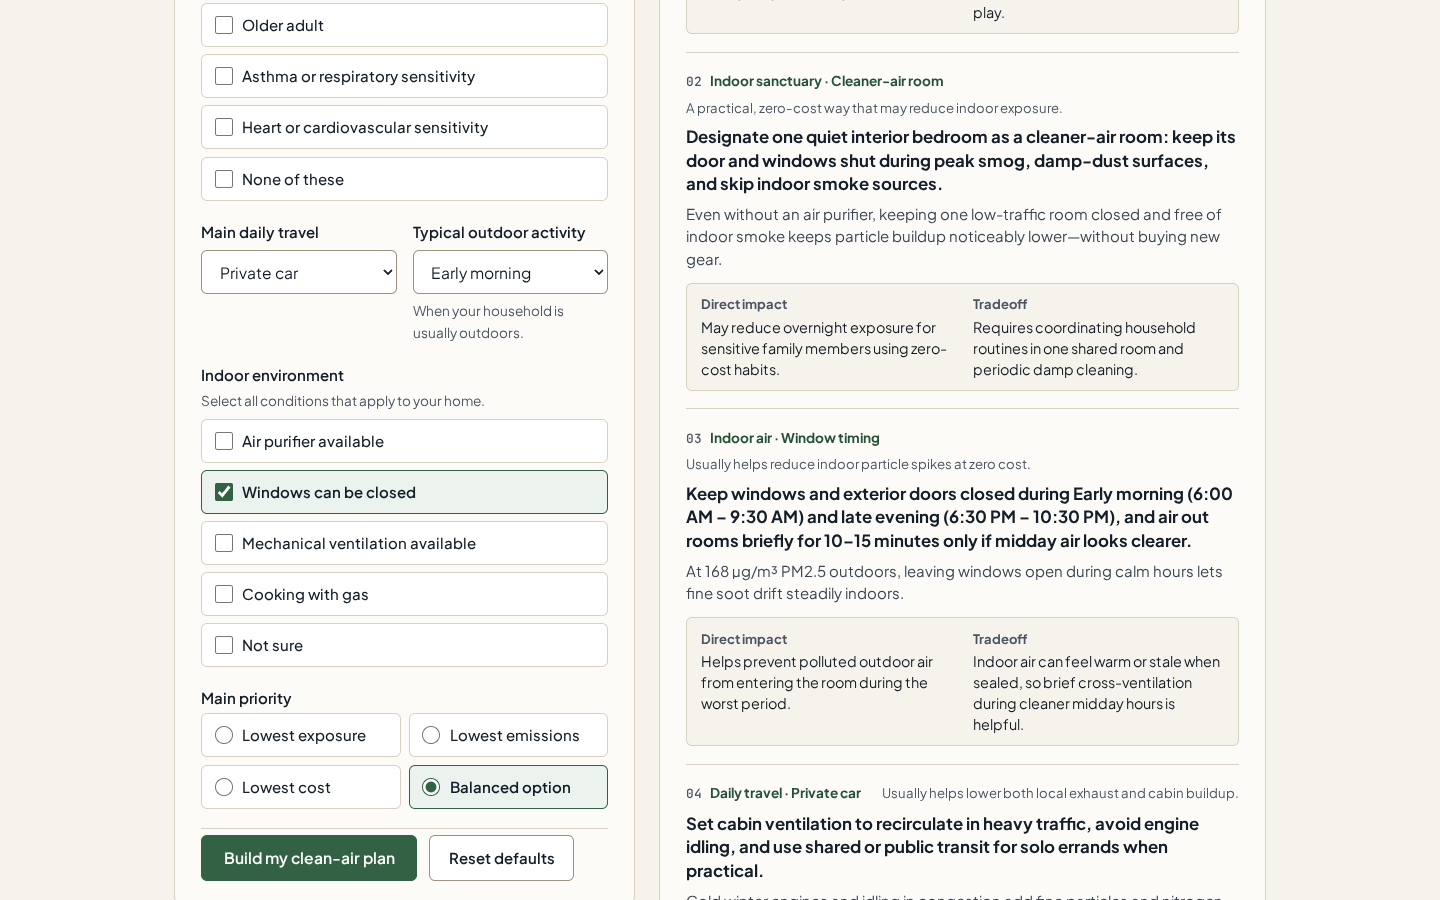 Older adult
Asthma or respiratory sensitivity
Heart or cardiovascular sensitivity
None of these
Main daily travel
Private car
Typical outdoor activity
Early morning
When your household is
usually outdoors.
Indoor environment
Select all conditions that apply to your home.
Air purifier available
Windows can be closed
Mechanical ventilation available
Cooking with gas
Not sure
Main priority
Lowest exposure
Lowest emissions
Lowest cost
Balanced option
Build my clean-air plan
Reset defaults
play.
02 Indoor sanctuary · Cleaner-air room
A practical, zero-cost way that may reduce indoor exposure.
Designate one quiet interior bedroom as a cleaner-air room: keep its
door and windows shut during peak smog, damp-dust surfaces,
and skip indoor smoke sources.
Even without an air purifier, keeping one low-traffic room closed and free of
indoor smoke keeps particle buildup noticeably lower—without buying new
gear.
Direct impact
May reduce overnight exposure for
sensitive family members using zero-
cost habits.
Tradeoff
Requires coordinating household
routines in one shared room and
periodic damp cleaning.
03 Indoor air · Window timing
Usually helps reduce indoor particle spikes at zero cost.
Keep windows and exterior doors closed during Early morning (6:00
AM – 9:30 AM) and late evening (6:30 PM – 10:30 PM), and air out
rooms briefly for 10–15 minutes only if midday air looks clearer.
At 168 µg/m³ PM2.5 outdoors, leaving windows open during calm hours lets
fine soot drift steadily indoors.
Direct impact
Helps prevent polluted outdoor air
from entering the room during the
worst period.
Tradeoff
Indoor air can feel warm or stale when
sealed, so brief cross-ventilation
during cleaner midday hours is
helpful.
04 Daily travel · Private car
Usually helps lower both local exhaust and cabin buildup.
Set cabin ventilation to recirculate in heavy traffic, avoid engine
idling, and use shared or public transit for solo errands when
practical.
Cold winter engines and idling in congestion add fine particles and nitrogen